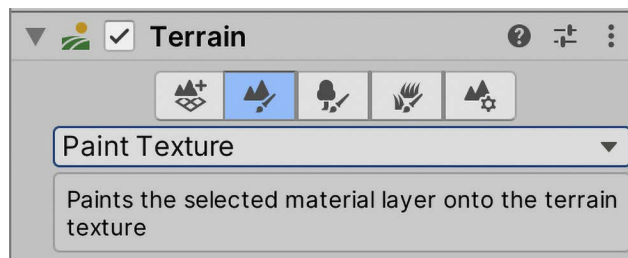 Terrain
Paint Texture
Paints the selected material layer onto the terrain
texture